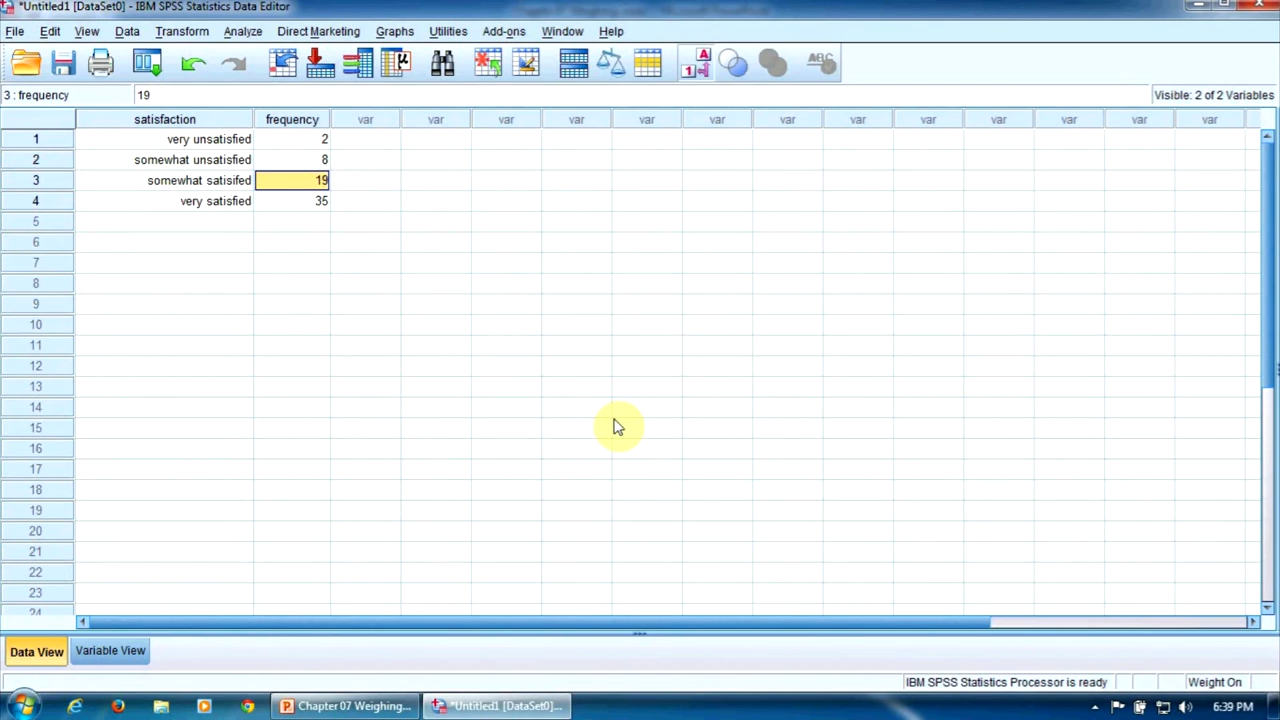 *Untitled1 [DataSet0] - IBM SPSS Statistics Data Editor
File Edit View Data Transform Analyze Direct Marketing Graphs Utilities Add-ons Window Help
3 : frequency 19 Visible: 2 of 2 Variables
satisfaction frequency var var var var var var var var var var var var var
1 very unsatisfied 2
2 somewhat unsatisfied 8
3 somewhat satisifed 19
4 very satisfied 35
5
6
7
8
9
10
11
12
13
14
15
16
17
18
19
20
21
22
23
24
Data View Variable View
IBM SPSS Statistics Processor is ready Weight On
Chapter 07 Weighing... *Untitled1 [DataSet0]... 6:39 PM